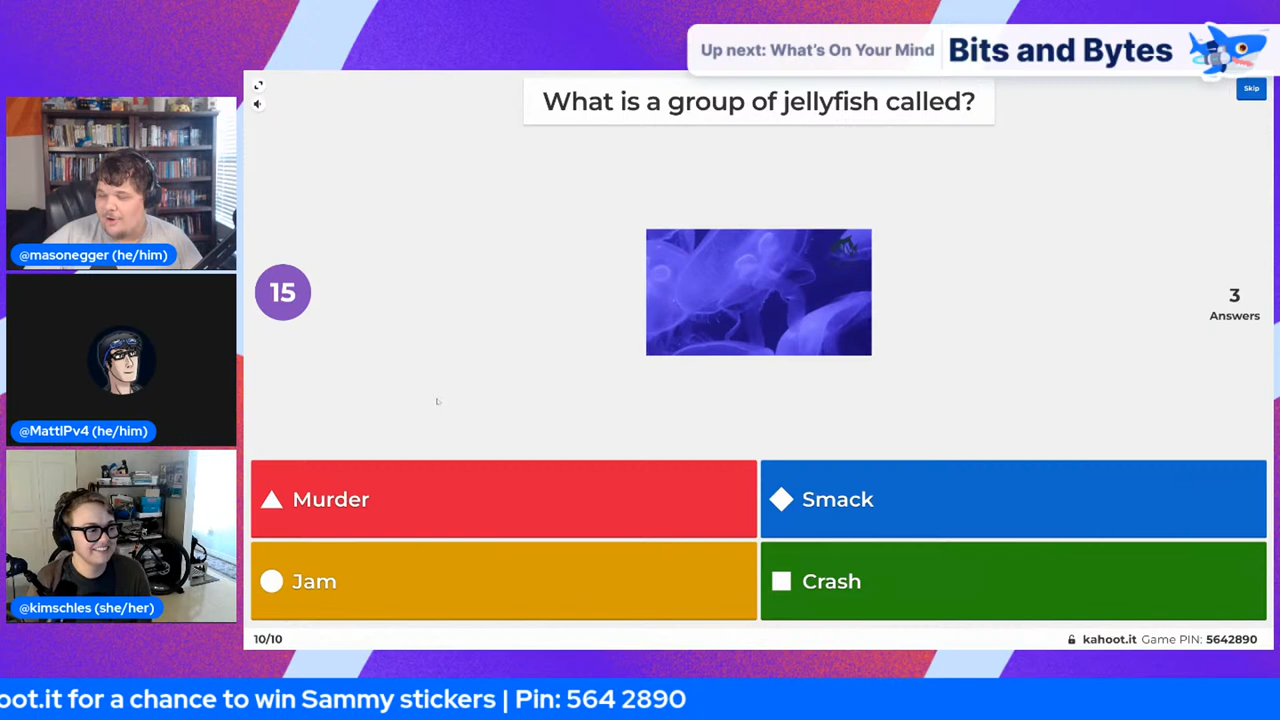 Up next: What's On Your Mind
Bits and Bytes
Skip
What is a group of jellyfish called?
@masonegger (he/him)
15
3
Answers
@MattIPv4 (he/him)
Murder
Smack
Jam
Crash
@kimschles (she/her)
10/10
kahoot.it Game PIN: 5642890
oot.it for a chance to win Sammy stickers | Pin: 564 2890